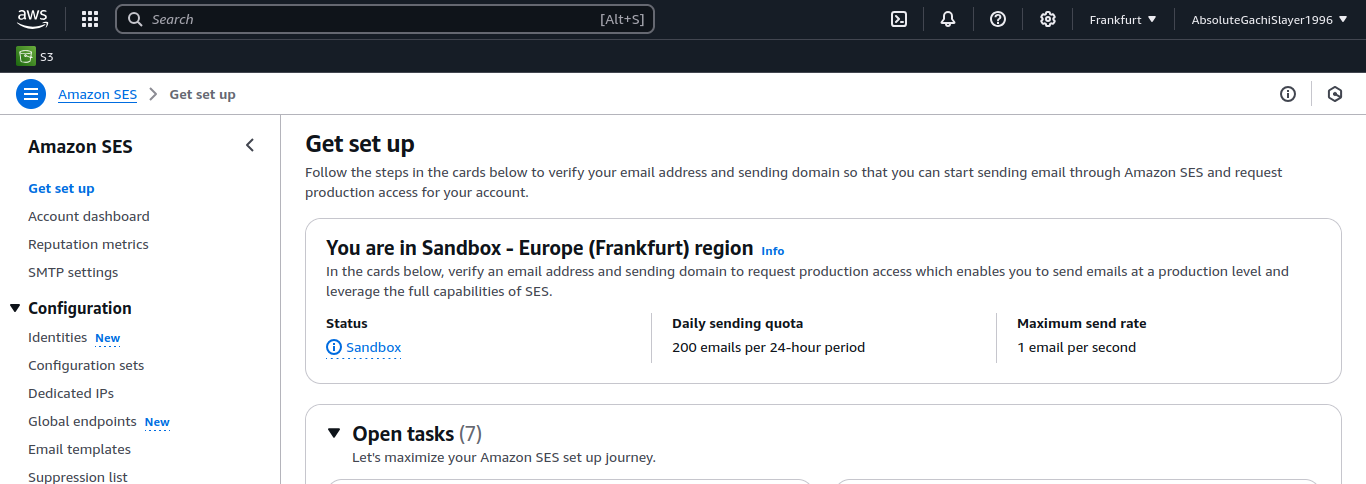 aws
Search [Alt+S]
Frankfurt ▼ AbsoluteGachiSlayer1996 ▼
S3
Amazon SES > Get set up
Amazon SES
Get set up
Account dashboard
Reputation metrics
SMTP settings
Configuration
Identities New
Configuration sets
Dedicated IPs
Global endpoints New
Email templates
Suppression list
Get set up
Follow the steps in the cards below to verify your email address and sending domain so that you can start sending email through Amazon SES and request
production access for your account.
You are in Sandbox - Europe (Frankfurt) region Info
In the cards below, verify an email address and sending domain to request production access which enables you to send emails at a production level and
leverage the full capabilities of SES.
Status
Sandbox
Daily sending quota
200 emails per 24-hour period
Maximum send rate
1 email per second
Open tasks (7)
Let's maximize your Amazon SES set up journey.